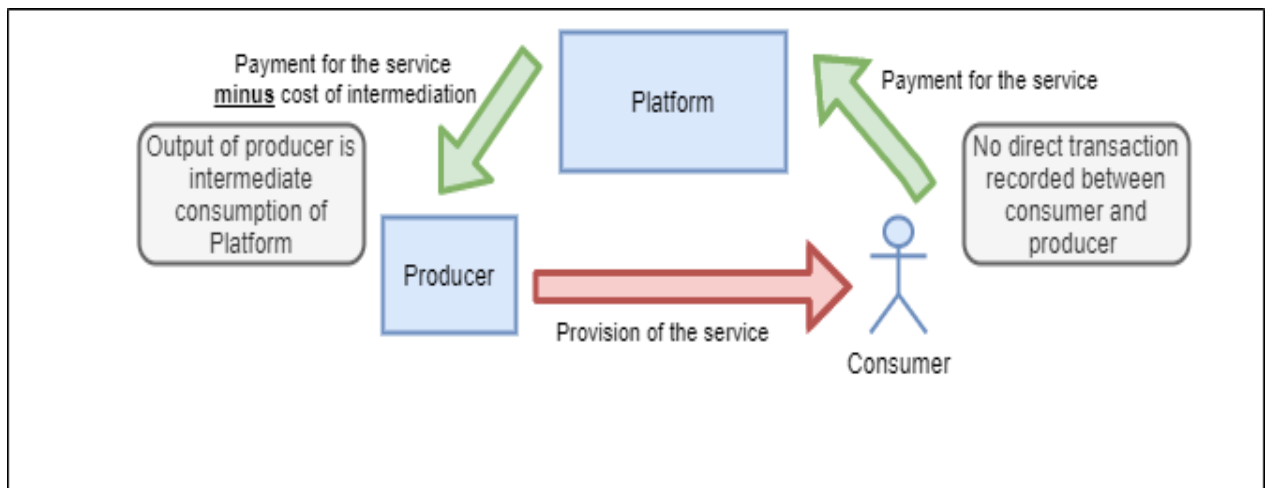 Payment for the service
minus cost of intermediation
Platform
Payment for the service
Output of producer is
intermediate
consumption of
Platform
No direct transaction
recorded between
consumer and
producer
Producer
Provision of the service
Consumer